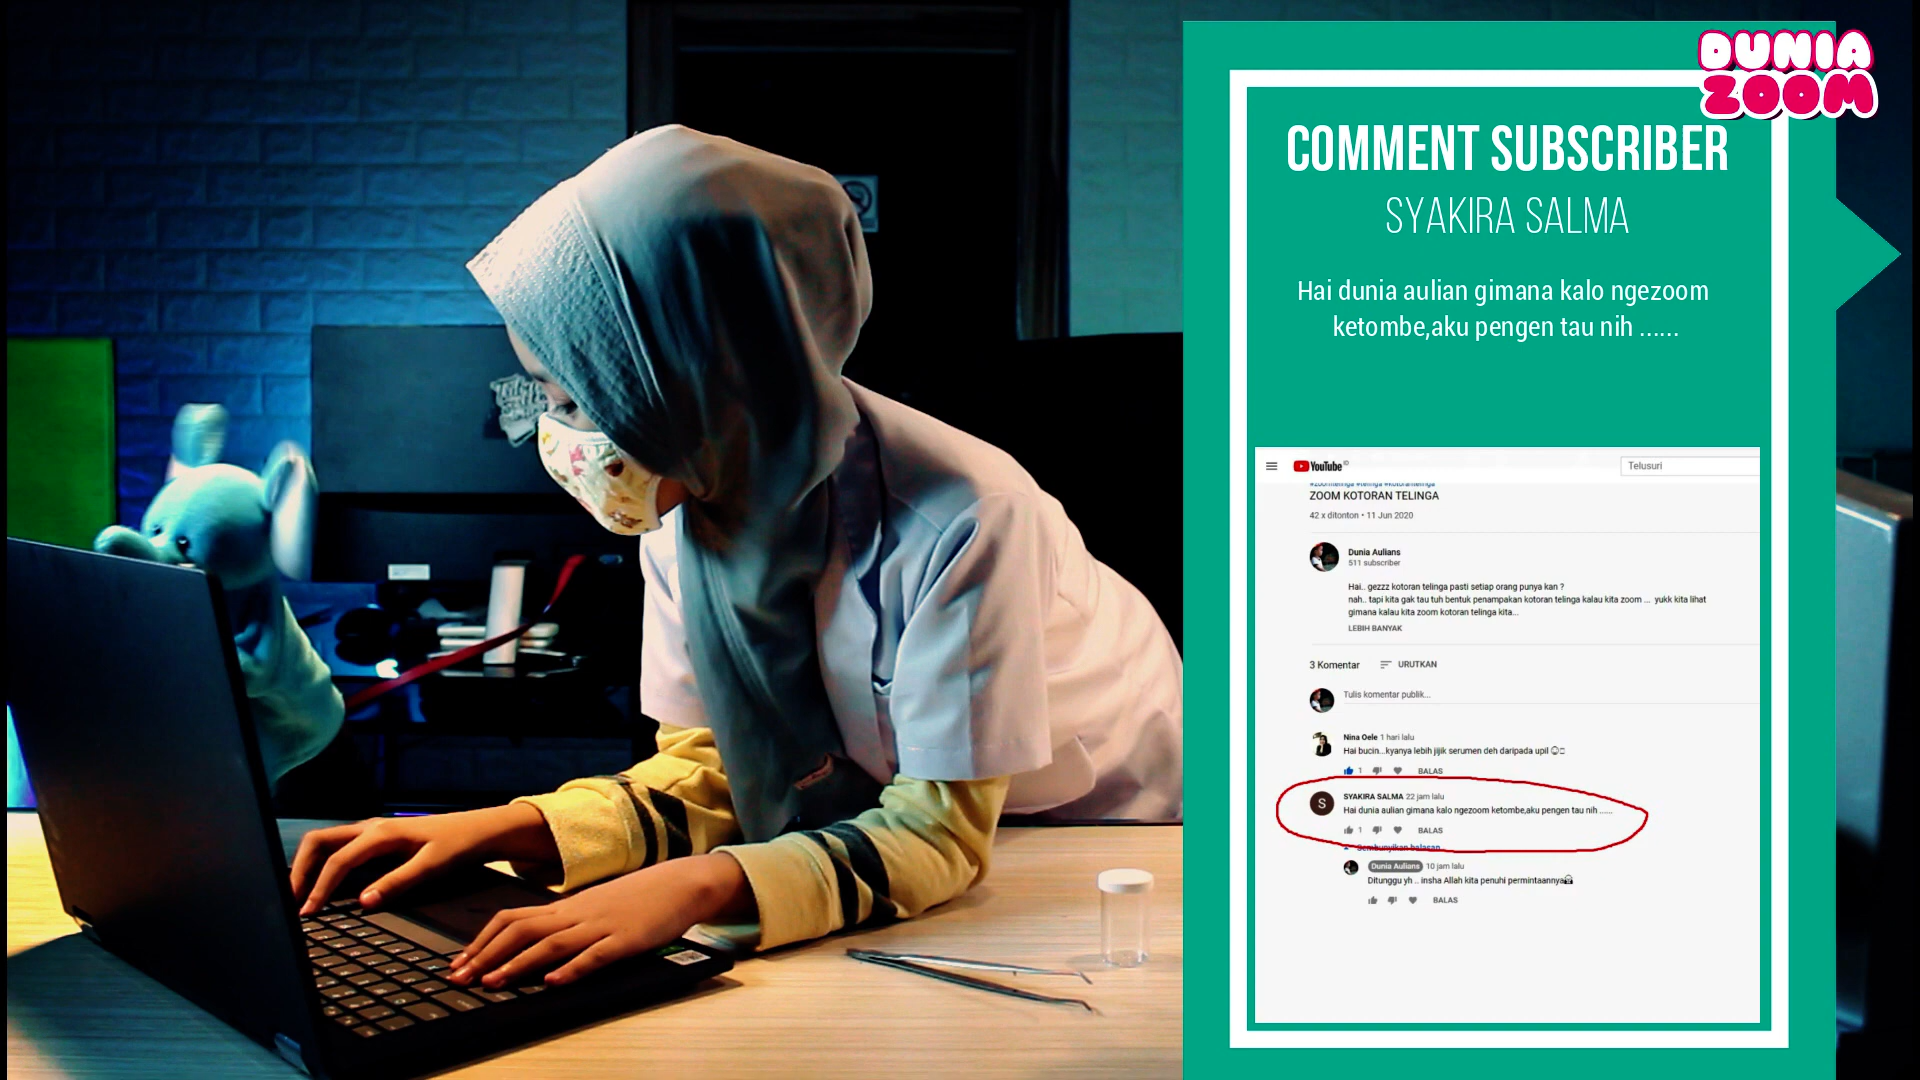 DUNIA
ZOOM
COMMENT SUBSCRIBER
SYAKIRA SALMA
Hai dunia aulian gimana kalo ngezoom
ketombe,aku pengen tau nih ......
YouTube ID
Telusuri
#zoomtelinga #telinga #kotorantelinga
ZOOM KOTORAN TELINGA
42 x ditonton • 11 Jun 2020
Dunia Aulians
511 subscriber
Hai.. gezzz kotoran telinga pasti setiap orang punya kan ?
nah.. tapi kita gak tau tuh bentuk penampakan kotoran telinga kalau kita zoom ... yukk kita lihat
gimana kalau kita zoom kotoran telinga kita...
LEBIH BANYAK
3 Komentar URUTKAN
Tulis komentar publik...
Nina Oele 1 hari lalu
Hai bucin...kyanya lebih jijik serumen deh daripada upil
1 BALAS
S
SYAKIRA SALMA 22 jam lalu
Hai dunia aulian gimana kalo ngezoom ketombe,aku pengen tau nih ......
1 BALAS
Sembunyikan balasan
Dunia Aulians 10 jam lalu
Ditunggu yh .. insha Allah kita penuhi permintaannya
BALAS